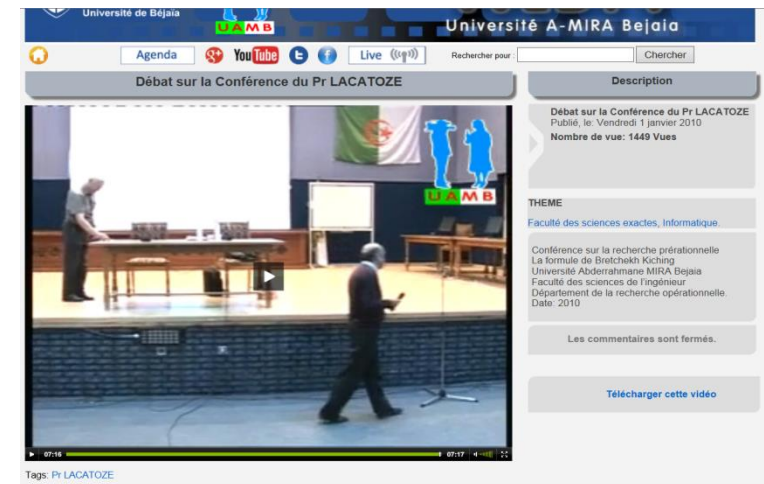 Université de Béjaïa
UAMB
Université A-MIRA Bejaia
Agenda
You Tube
Live
Rechercher pour :
Chercher
Débat sur la Conférence du Pr LACATOZE
UAMB
07:16
07:17
Tags: Pr LACATOZE
Description
Débat sur la Conférence du Pr LACATOZE
Publié, le: Vendredi 1 janvier 2010
Nombre de vue: 1449 Vues
THEME
Faculté des sciences exactes, Informatique.
Conférence sur la recherche prérationnelle
La formule de Bretchekh Kiching
Université Abderrahmane MIRA Bejaia
Faculté des sciences de l'ingénieur
Département de la recherche opérationnelle.
Date: 2010
Les commentaires sont fermés.
Télécharger cette vidéo